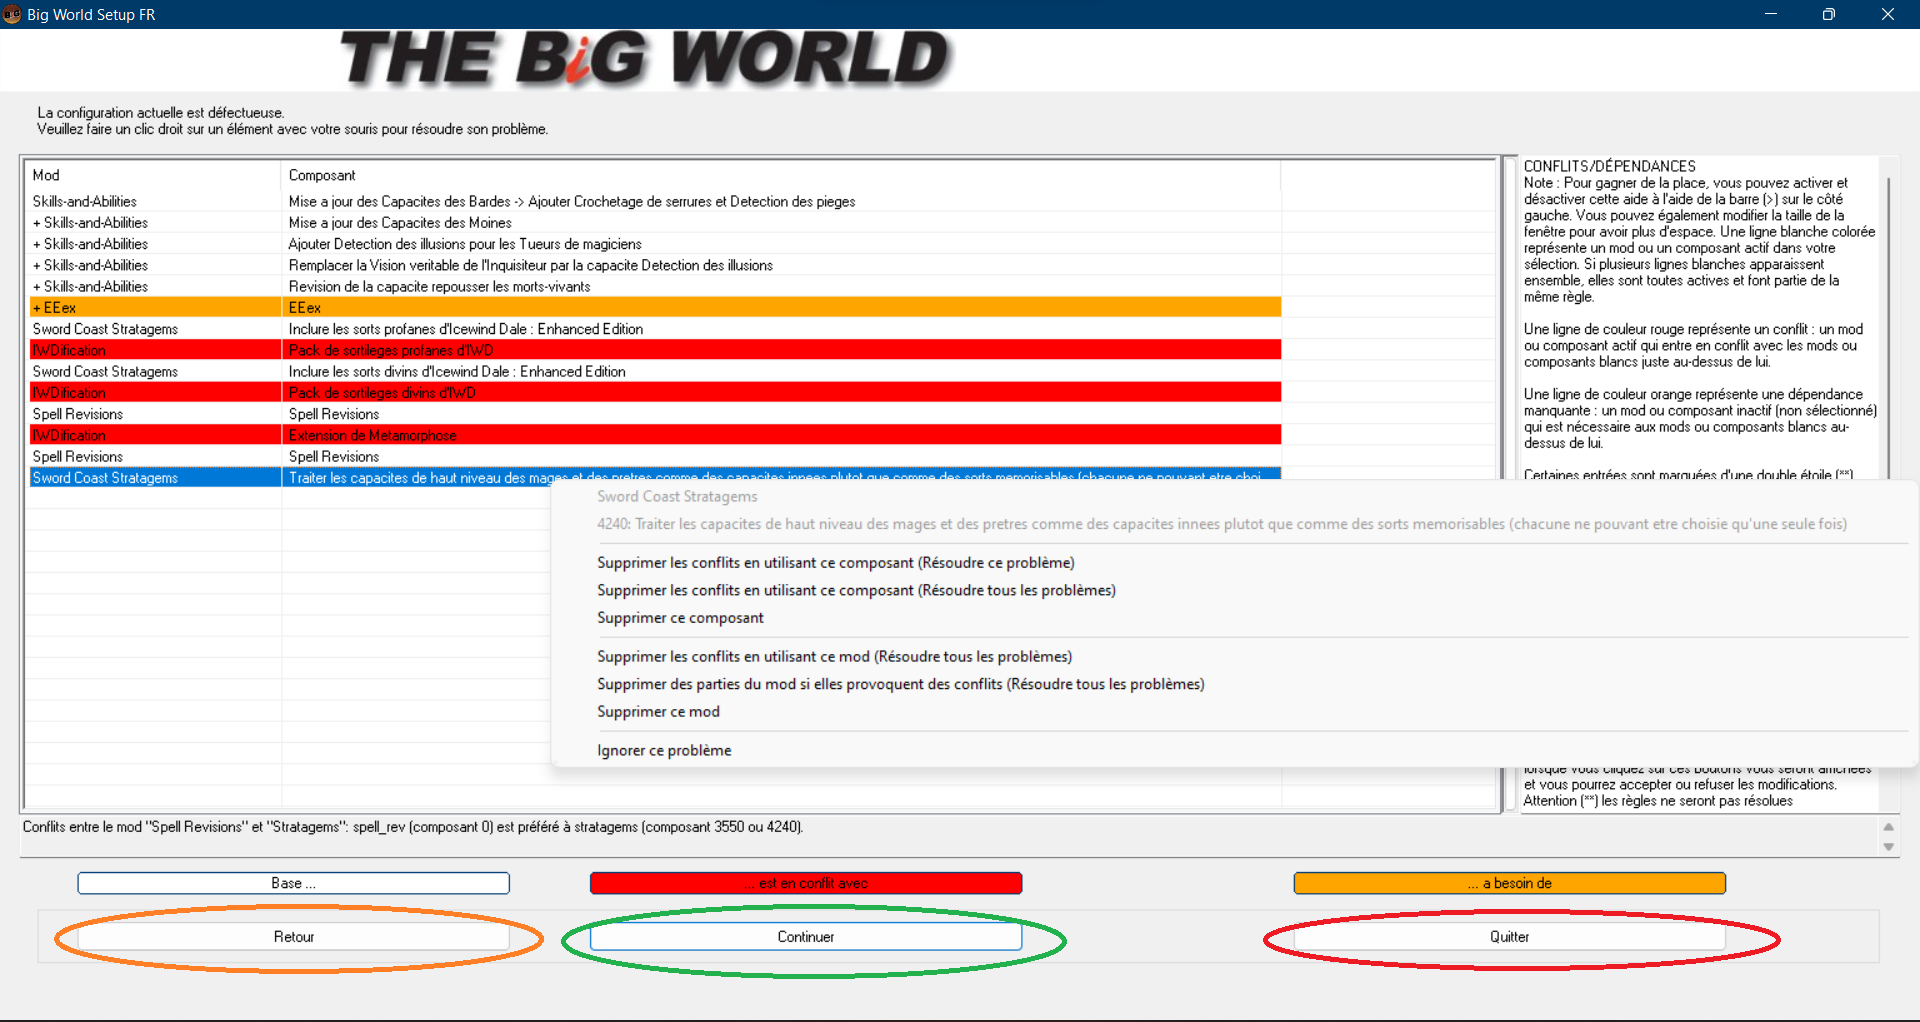 Big World Setup FR
THE BiG WORLD
La configuration actuelle est défectueuse.
Veuillez faire un clic droit sur un élément avec votre souris pour résoudre son problème.
Mod Composant
Skills-and-Abilities Mise a jour des Capacites des Bardes -> Ajouter Crochetage de serrures et Detection des pieges
+ Skills-and-Abilities Mise a jour des Capacites des Moines
+ Skills-and-Abilities Ajouter Detection des illusions pour les Tueurs de magiciens
+ Skills-and-Abilities Remplacer la Vision veritable de l'Inquisiteur par la capacite Detection des illusions
+ Skills-and-Abilities Revision de la capacite repousser les morts-vivants
+ EEex EEex
Sword Coast Stratagems Inclure les sorts profanes d'Icewind Dale : Enhanced Edition
IWDification Pack de sortileges profanes d'IWD
Sword Coast Stratagems Inclure les sorts divins d'Icewind Dale : Enhanced Edition
IWDification Pack de sortileges divins d'IWD
Spell Revisions Spell Revisions
IWDification Extension de Metamorphose
Spell Revisions Spell Revisions
Sword Coast Stratagems Traiter les capacites de haut niveau des mages et des pretres comme des capacites innees plutot que comme des sorts memorisables (chacune ne pouvant etre choi...
Sword Coast Stratagems
4240: Traiter les capacites de haut niveau des mages et des pretres comme des capacites innees plutot que comme des sorts memorisables (chacune ne pouvant etre choisie qu'une seule fois)
Supprimer les conflits en utilisant ce composant (Résoudre ce problème)
Supprimer les conflits en utilisant ce composant (Résoudre tous les problèmes)
Supprimer ce composant
Supprimer les conflits en utilisant ce mod (Résoudre tous les problèmes)
Supprimer des parties du mod si elles provoquent des conflits (Résoudre tous les problèmes)
Supprimer ce mod
Ignorer ce problème
CONFLITS/DÉPENDANCES
Note : Pour gagner de la place, vous pouvez activer et
désactiver cette aide à l'aide de la barre (>) sur le côté
gauche. Vous pouvez également modifier la taille de la
fenêtre pour avoir plus d'espace. Une ligne blanche colorée
représente un mod ou un composant actif dans votre
sélection. Si plusieurs lignes blanches apparaissent
ensemble, elles sont toutes actives et font partie de la
même règle.
Une ligne de couleur rouge représente un conflit : un mod
ou composant actif qui entre en conflit avec les mods ou
composants blancs juste au-dessus de lui.
Une ligne de couleur orange représente une dépendance
manquante : un mod ou composant inactif (non sélectionné)
qui est nécessaire aux mods ou composants blancs au-
dessus de lui.
Certaines entrées sont marquées d'une double étoile (**)
lorsque vous cliquez sur ces boutons vous seront affichées
et vous pourrez accepter ou refuser les modifications.
Attention (**) les règles ne seront pas résolues
Conflits entre le mod "Spell Revisions" et "Stratagems": spell_rev (composant 0) est préféré à stratagems (composant 3550 ou 4240).
Base ... ... est en conflit avec ... a besoin de
Retour Continuer Quitter